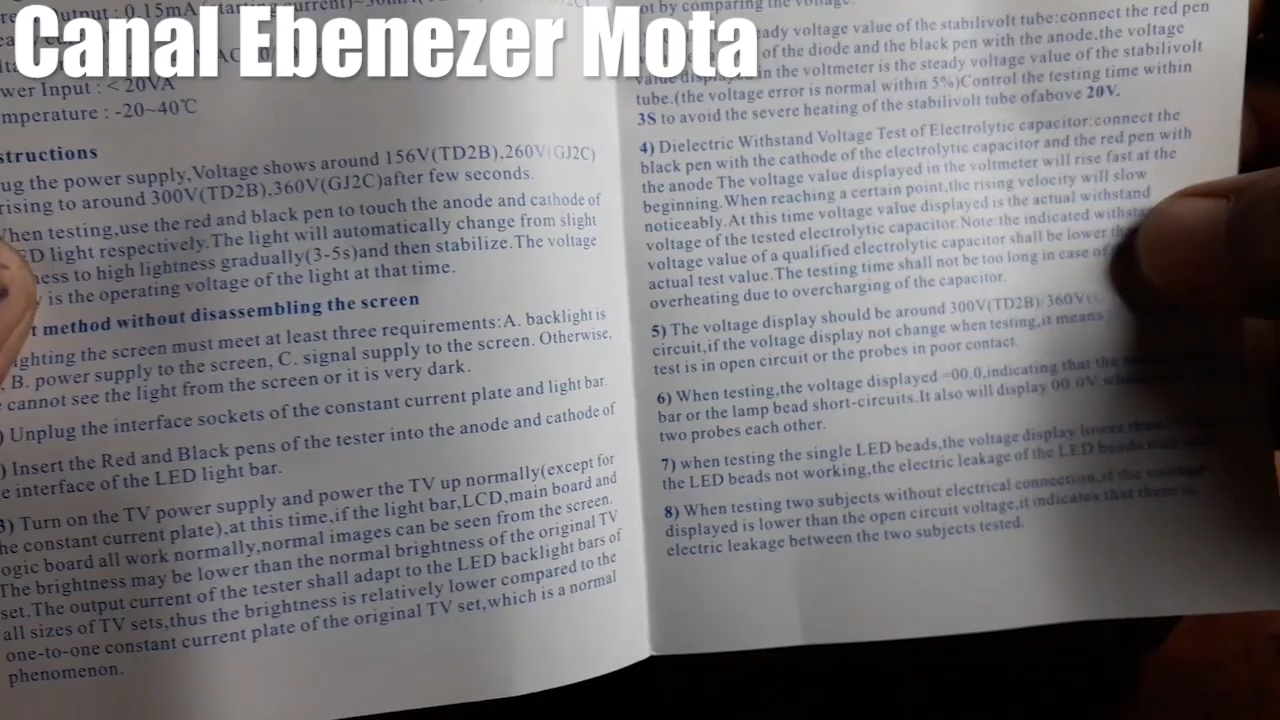 Canal Ebenezer Mota
Output : 0.15mA (starting current)
wer Input : < 20VA
mperature : -20~40℃
structions
ug the power supply,Voltage shows around 156V(TD2B),260V(GJ2C)
rising to around 300V(TD2B),360V(GJ2C)after few seconds.
hen testing,use the red and black pen to touch the anode and cathode of
ED light respectively.The light will automatically change from slight
ness to high lightness gradually(3-5s)and then stabilize.The voltage
y is the operating voltage of the light at that time.
t method without disassembling the screen
ighting the screen must meet at least three requirements:A. backlight is
. B. power supply to the screen, C. signal supply to the screen. Otherwise,
cannot see the light from the screen or it is very dark.
) Unplug the interface sockets of the constant current plate and light bar.
) Insert the Red and Black pens of the tester into the anode and cathode of
e interface of the LED light bar.
3) Turn on the TV power supply and power the TV up normally(except for
he constant current plate),at this time,if the light bar,LCD,main board and
ogic board all work normally,normal images can be seen from the screen.
The brightness may be lower than the normal brightness of the original TV
set.The output current of the tester shall adapt to the LED backlight bars of
all sizes of TV sets,thus the brightness is relatively lower compared to the
one-to-one constant current plate of the original TV set,which is a normal
phenomenon.
ot by comparing the voltage.
eady voltage value of the stabilivolt tube:connect the red pen
of the diode and the black pen with the anode,the voltage
value displayed in the voltmeter is the steady voltage value of the stabilivolt
tube.(the voltage error is normal within 5%)Control the testing time within
3S to avoid the severe heating of the stabilivolt tube ofabove 20V.
4) Dielectric Withstand Voltage Test of Electrolytic capacitor:connect the
black pen with the cathode of the electrolytic capacitor and the red pen with
the anode The voltage value displayed in the voltmeter will rise fast at the
beginning.When reaching a certain point,the rising velocity will slow
noticeably.At this time voltage value displayed is the actual withstand
voltage of the tested electrolytic capacitor.Note:the indicated withsta
voltage value of a qualified electrolytic capacitor shall be lower th
actual test value.The testing time shall not be too long in case of
overheating due to overcharging of the capacitor.
5) The voltage display should be around 300V(TD2B)/360V(
circuit,if the voltage display not change when testing,it means
test is in open circuit or the probes in poor contact.
6) When testing,the voltage displayed =00.0,indicating that the
bar or the lamp bead short-circuits.It also will display 00.0V
two probes each other.
7) when testing the single LED beads,the voltage display lower than
the LED beads not working,the electric leakage of the LED beads
8) When testing two subjects without electrical connection,if the voltage
displayed is lower than the open circuit voltage,it indicates that there is
electric leakage between the two subjects tested.